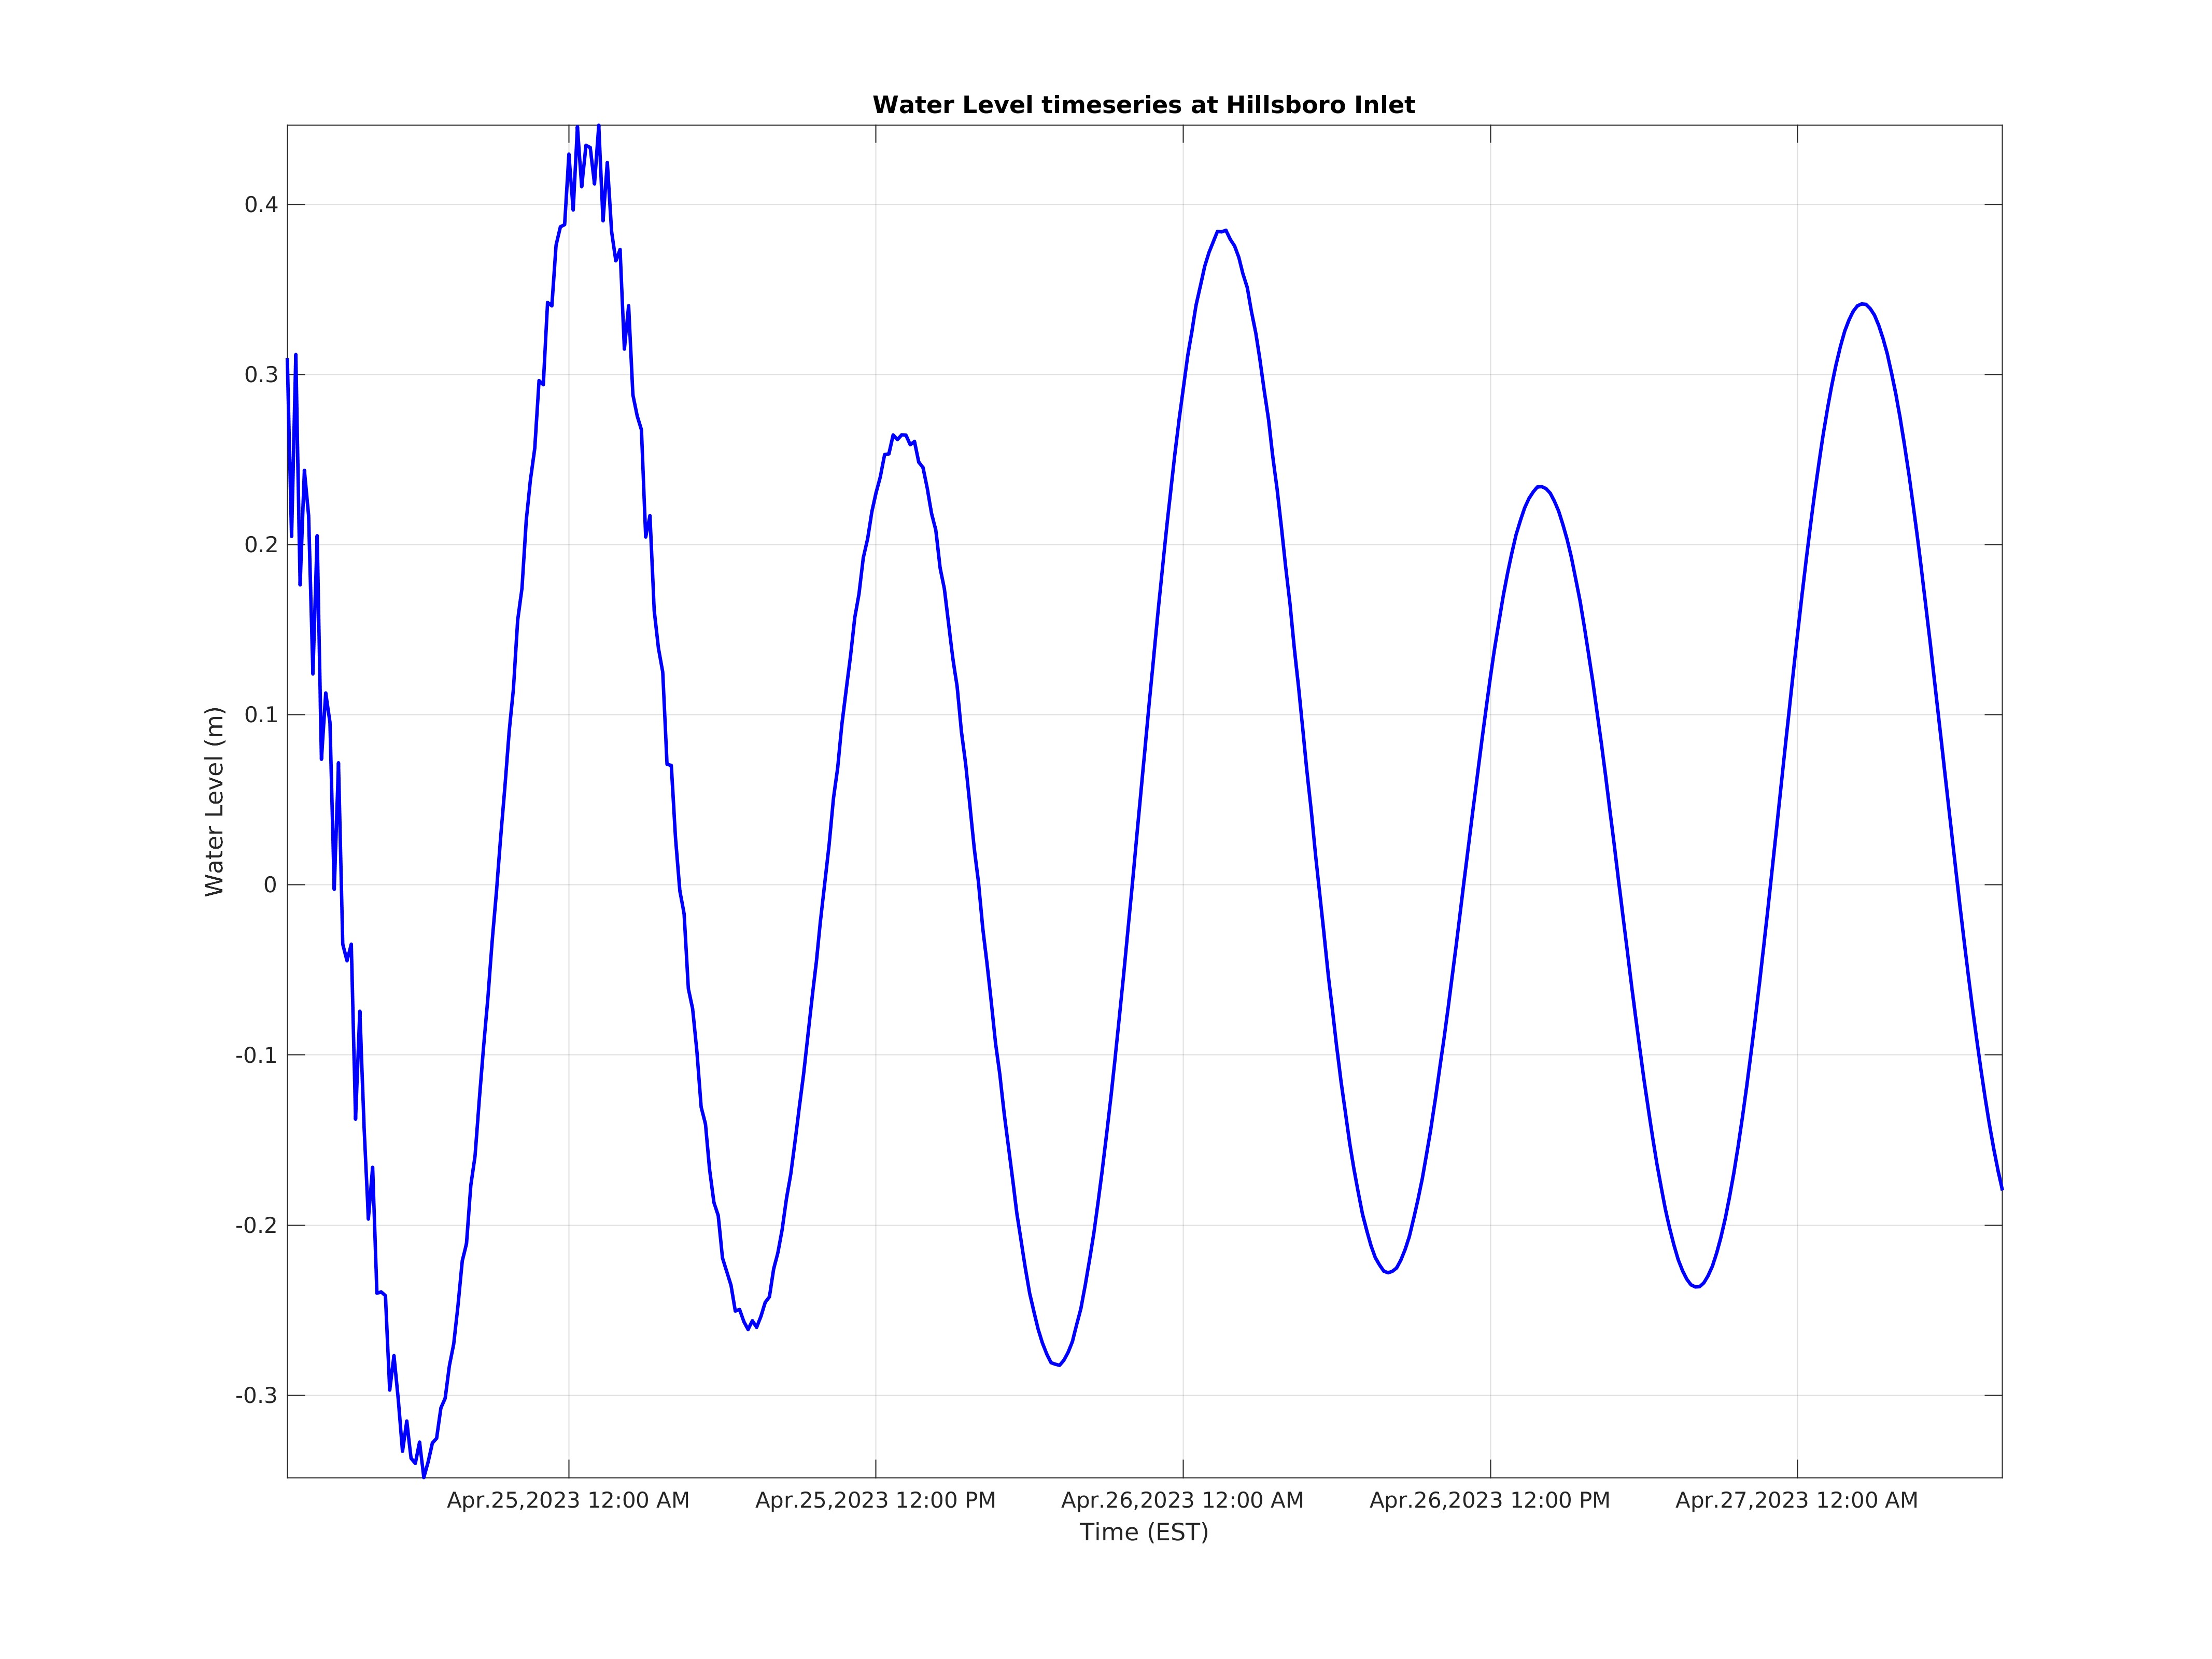 Water Level timeseries at Hillsboro Inlet
Water Level (m)
0.4
0.3
0.2
0.1
0
-0.1
-0.2
-0.3
Apr.25,2023 12:00 AM
Apr.25,2023 12:00 PM
Apr.26,2023 12:00 AM
Apr.26,2023 12:00 PM
Apr.27,2023 12:00 AM
Time (EST)